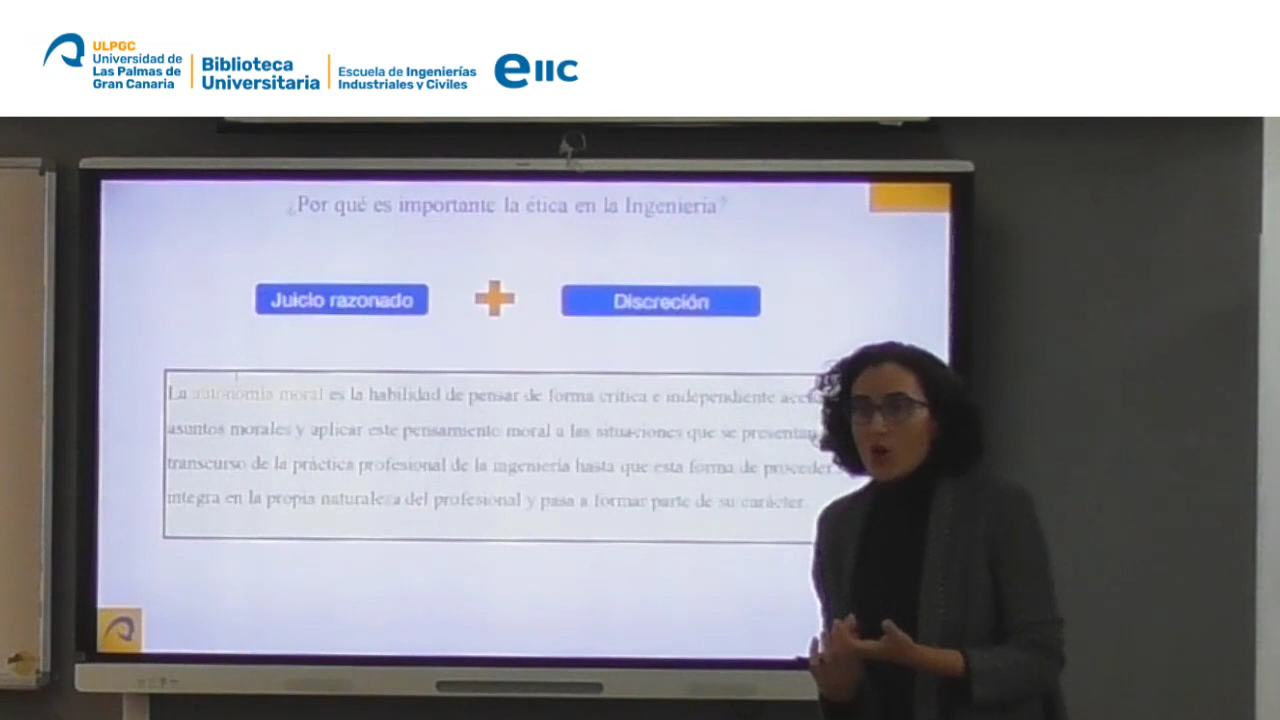 ULPGC
Universidad de
Las Palmas de
Gran Canaria
Biblioteca
Universitaria
Escuela de Ingenierías
Industriales y Civiles
eiic
¿Por qué es importante la ética en la Ingeniería?
Juicio razonado
Discreción
La autonomía moral es la habilidad de pensar de forma crítica e independiente
asuntos morales y aplicar este pensamiento moral a las situaciones que se presentan
transcurso de la práctica profesional de la ingeniería hasta que esta forma de proceder
integra en la propia naturaleza del profesional y pasa a formar parte de su carácter